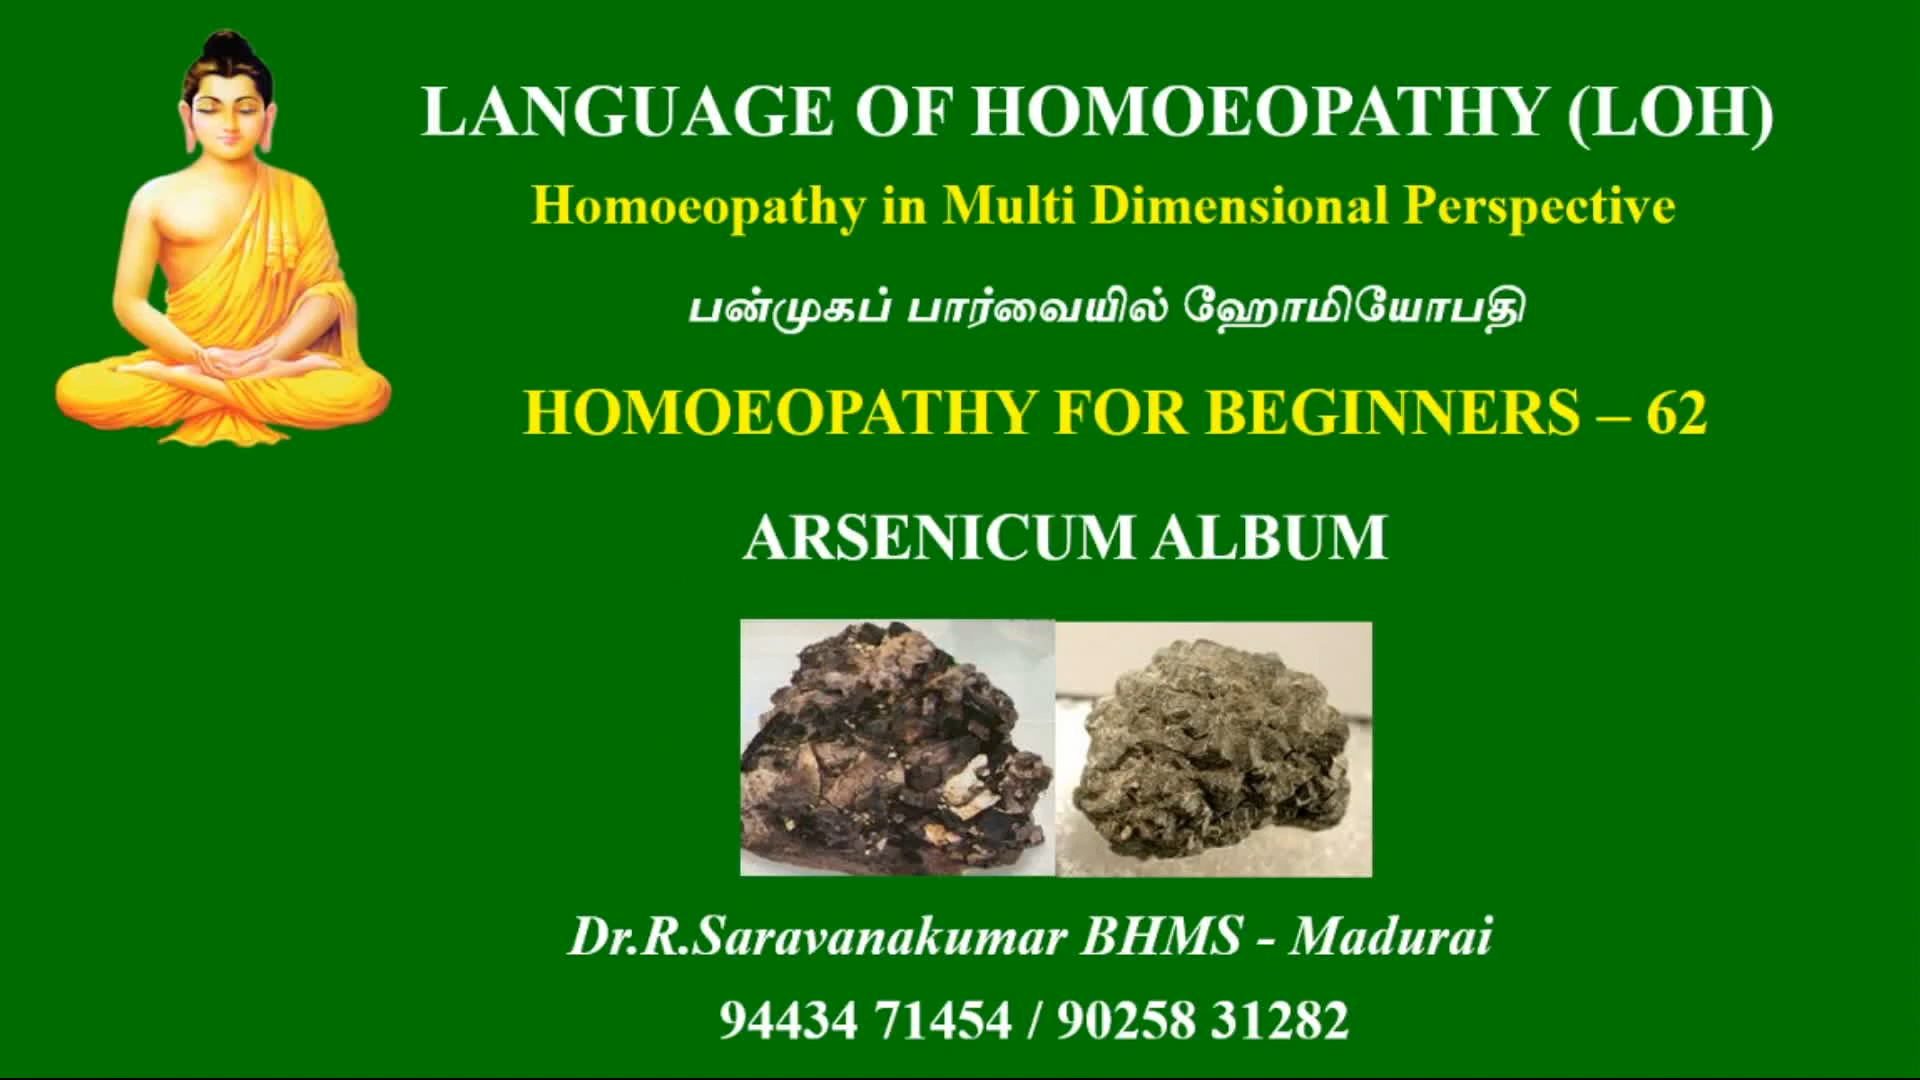 LANGUAGE OF HOMOEOPATHY (LOH)
Homoeopathy in Multi Dimensional Perspective
பன்முகப் பார்வையில் ஹோமியோபதி
HOMOEOPATHY FOR BEGINNERS – 62
ARSENICUM ALBUM
Dr.R.Saravanakumar BHMS - Madurai
94434 71454 / 90258 31282